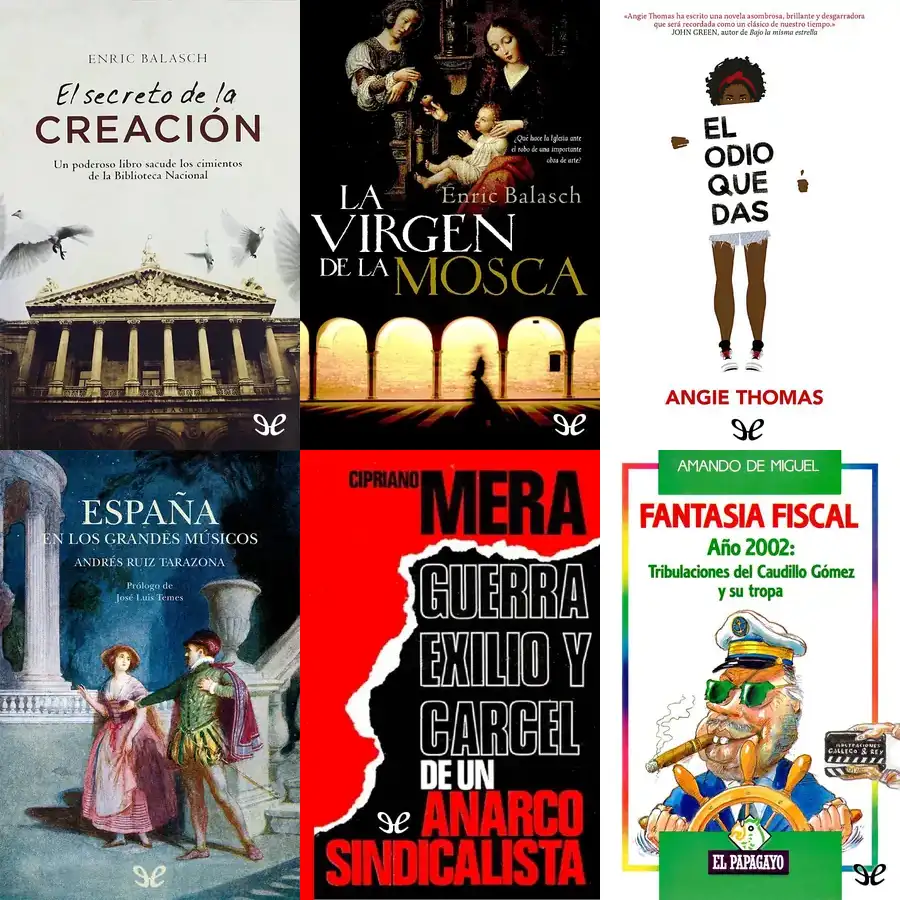 ENRIC BALASCH
El secreto de la
CREACIÓN
Un poderoso libro sacude los cimientos
de la Biblioteca Nacional
¿Qué hace la Iglesia ante
el robo de una importante
obra de arte?
Enric Balasch
LA
VIRGEN
DE LA MOSCA
«Angie Thomas ha escrito una novela asombrosa, brillante y desgarradora
que será recordada como un clásico de nuestro tiempo.»
JOHN GREEN, autor de Bajo la misma estrella
EL
ODIO
QUE
DAS
ANGIE THOMAS
ESPAÑA
EN LOS GRANDES MÚSICOS
ANDRÉS RUIZ TARAZONA
Prólogo de
José Luis Temes
CIPRIANO MERA
GUERRA
EXILIO Y
CARCEL
DE UN
ANARCO
SINDICALISTA
AMANDO DE MIGUEL
FANTASIA FISCAL
Año 2002:
Tribulaciones del Caudillo Gómez
y su tropa
ILUSTRACIONES
GALLEGO & REY
EL PAPAGAYO